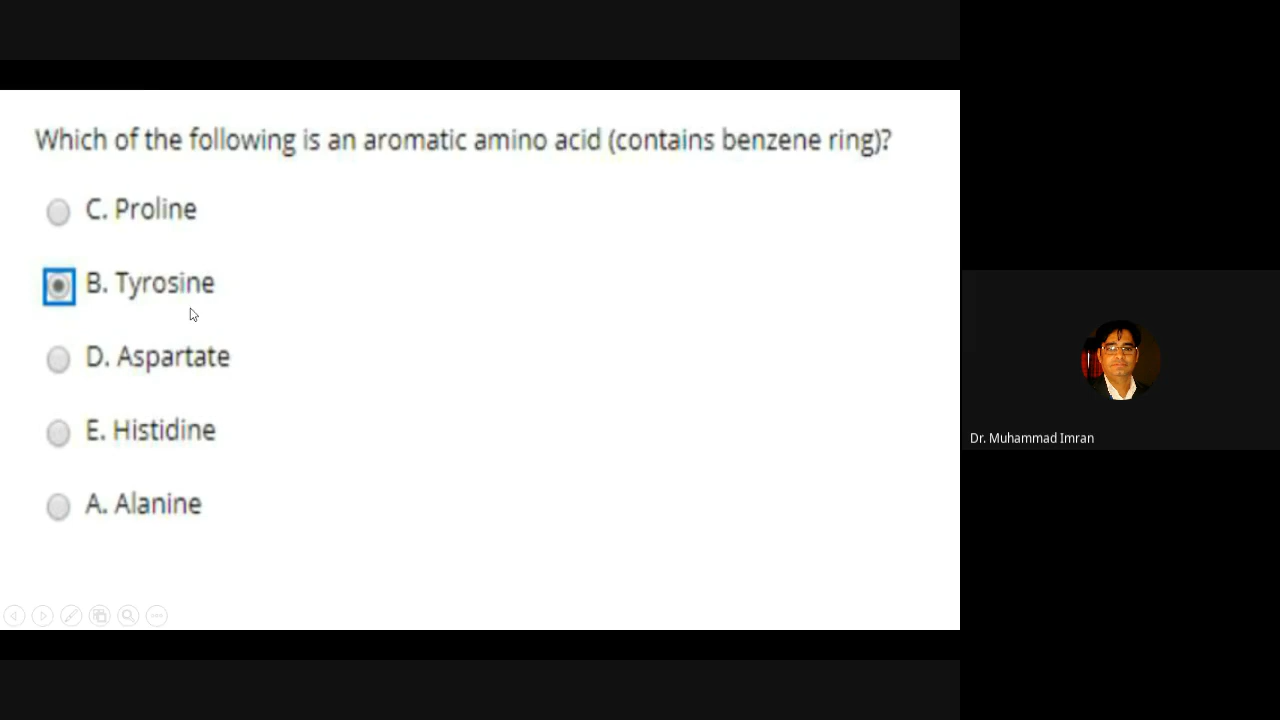 Which of the following is an aromatic amino acid (contains benzene ring)?
C. Proline
B. Tyrosine
D. Aspartate
E. Histidine
A. Alanine
Dr. Muhammad Imran